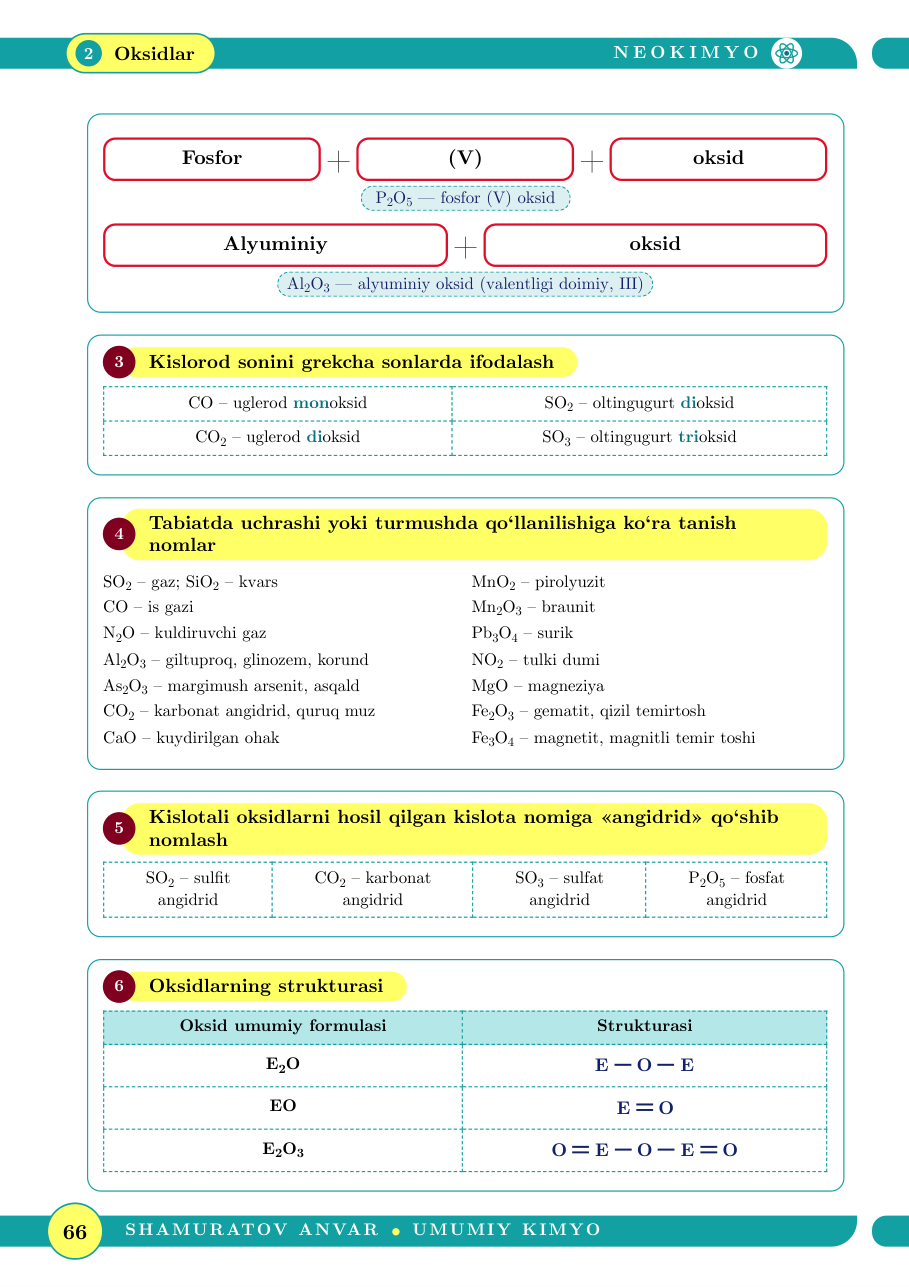 2 Oksidlar
NEOKIMYO
Fosfor + (V) + oksid
P₂O₅ — fosfor (V) oksid
Alyuminiy + oksid
Al₂O₃ — alyuminiy oksid (valentligi doimiy, III)
3 Kislorod sonini grekcha sonlarda ifodalash
CO – uglerod monoksid
SO₂ – oltingugurt dioksid
CO₂ – uglerod dioksid
SO₃ – oltingugurt trioksid
4 Tabiatda uchrashi yoki turmushda qo‘llanilishiga ko‘ra tanish
nomlar
SO₂ – gaz; SiO₂ – kvars
CO – is gazi
N₂O – kuldiruvchi gaz
Al₂O₃ – giltuproq, glinozem, korund
As₂O₃ – margimush arsenit, asqald
CO₂ – karbonat angidrid, quruq muz
CaO – kuydirilgan ohak
MnO₂ – pirolyuzit
Mn₂O₃ – braunit
Pb₃O₄ – surik
NO₂ – tulki dumi
MgO – magneziya
Fe₂O₃ – gematit, qizil temirtosh
Fe₃O₄ – magnetit, magnitli temir toshi
5 Kislotali oksidlarni hosil qilgan kislota nomiga «angidrid» qo‘shib
nomlash
SO₂ – sulfit
angidrid
CO₂ – karbonat
angidrid
SO₃ – sulfat
angidrid
P₂O₅ – fosfat
angidrid
6 Oksidlarning strukturasi
Oksid umumiy formulasi
Strukturasi
E₂O
E — O — E
EO
E = O
E₂O₃
O = E — O — E = O
66 SHAMURATOV ANVAR • UMUMIY KIMYO